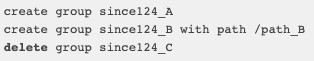 create group since124_A
create group since124_B with path /path_B
delete group since124_C